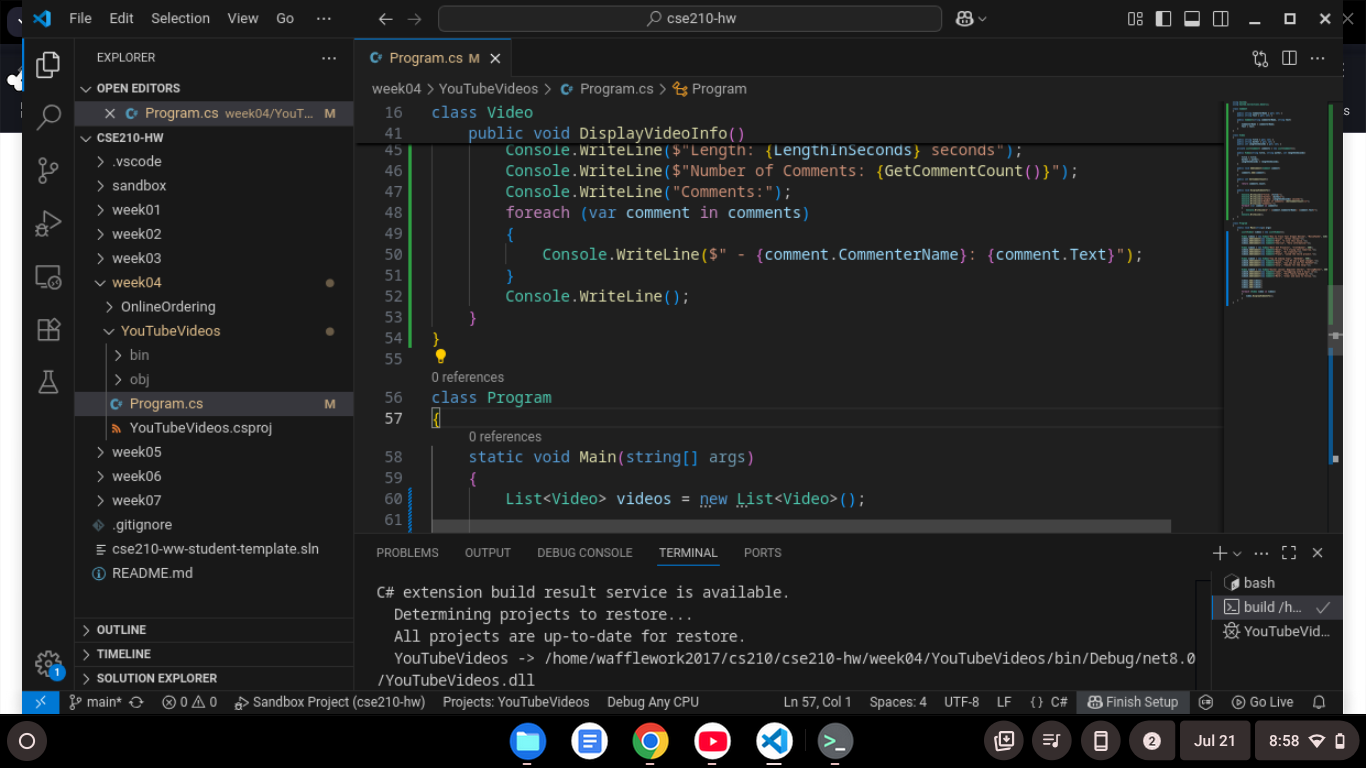 File Edit Selection View Go ··· cse210-hw
EXPLORER ···
OPEN EDITORS
Program.cs week04/YouT... M
CSE210-HW
.vscode
sandbox
week01
week02
week03
week04
OnlineOrdering
YouTubeVideos
bin
obj
Program.cs M
YouTubeVideos.csproj
week05
week06
week07
.gitignore
cse210-ww-student-template.sln
README.md
OUTLINE
TIMELINE
SOLUTION EXPLORER
1
Program.cs M
week04 > YouTubeVideos > Program.cs > Program
16 class Video
41 public void DisplayVideoInfo()
45 Console.WriteLine($"Length: {LengthInSeconds} seconds");
46 Console.WriteLine($"Number of Comments: {GetCommentCount()}");
47 Console.WriteLine("Comments:");
48 foreach (var comment in comments)
49 {
50 Console.WriteLine($" - {comment.CommenterName}: {comment.Text}");
51 }
52 Console.WriteLine();
53 }
54 }
55
0 references
56 class Program
57 {
0 references
58 static void Main(string[] args)
59 {
60 List<Video> videos = new List<Video>();
61
PROBLEMS OUTPUT DEBUG CONSOLE TERMINAL PORTS
C# extension build result service is available.
Determining projects to restore...
All projects are up-to-date for restore.
YouTubeVideos -> /home/wafflework2017/cs210/cse210-hw/week04/YouTubeVideos/bin/Debug/net8.0
/YouTubeVideos.dll
bash
build /h...
YouTubeVid...
main* 0 0 Sandbox Project (cse210-hw) Projects: YouTubeVideos Debug Any CPU Ln 57, Col 1 Spaces: 4 UTF-8 LF {} C# Finish Setup Go Live
2 Jul 21 8:58